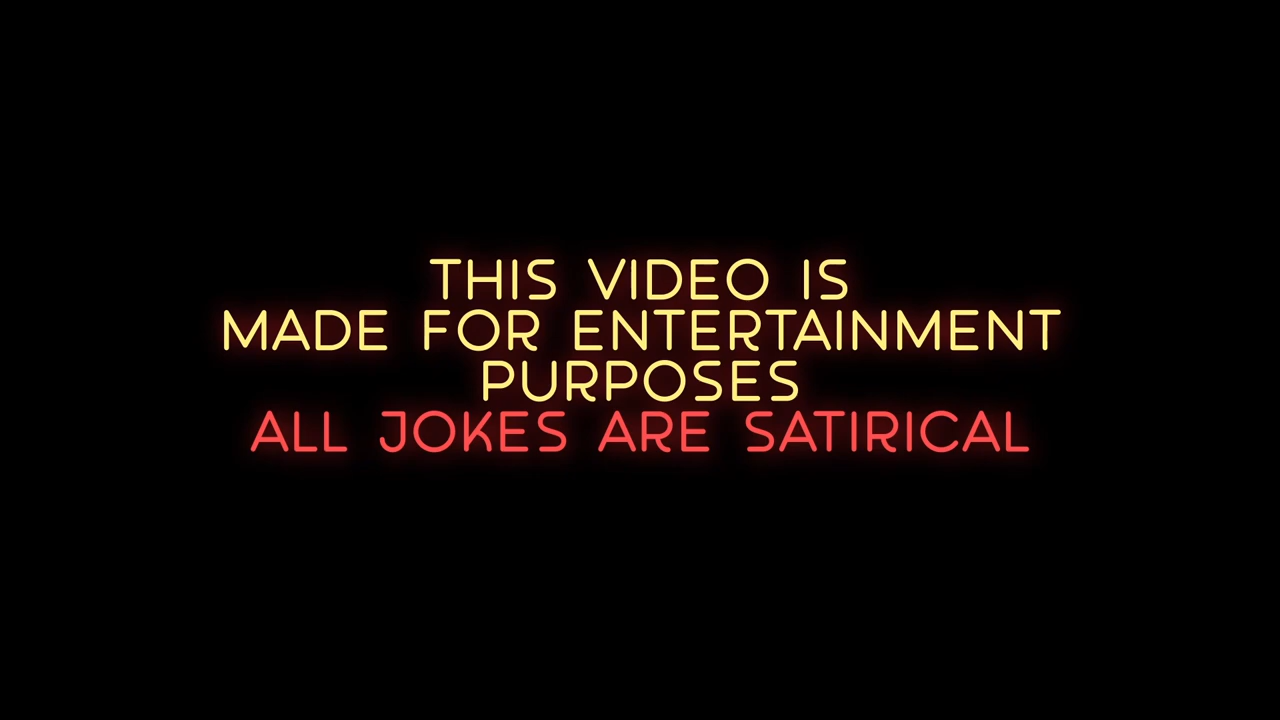 THIS VIDEO IS
MADE FOR ENTERTAINMENT
PURPOSES
ALL JOKES ARE SATIRICAL